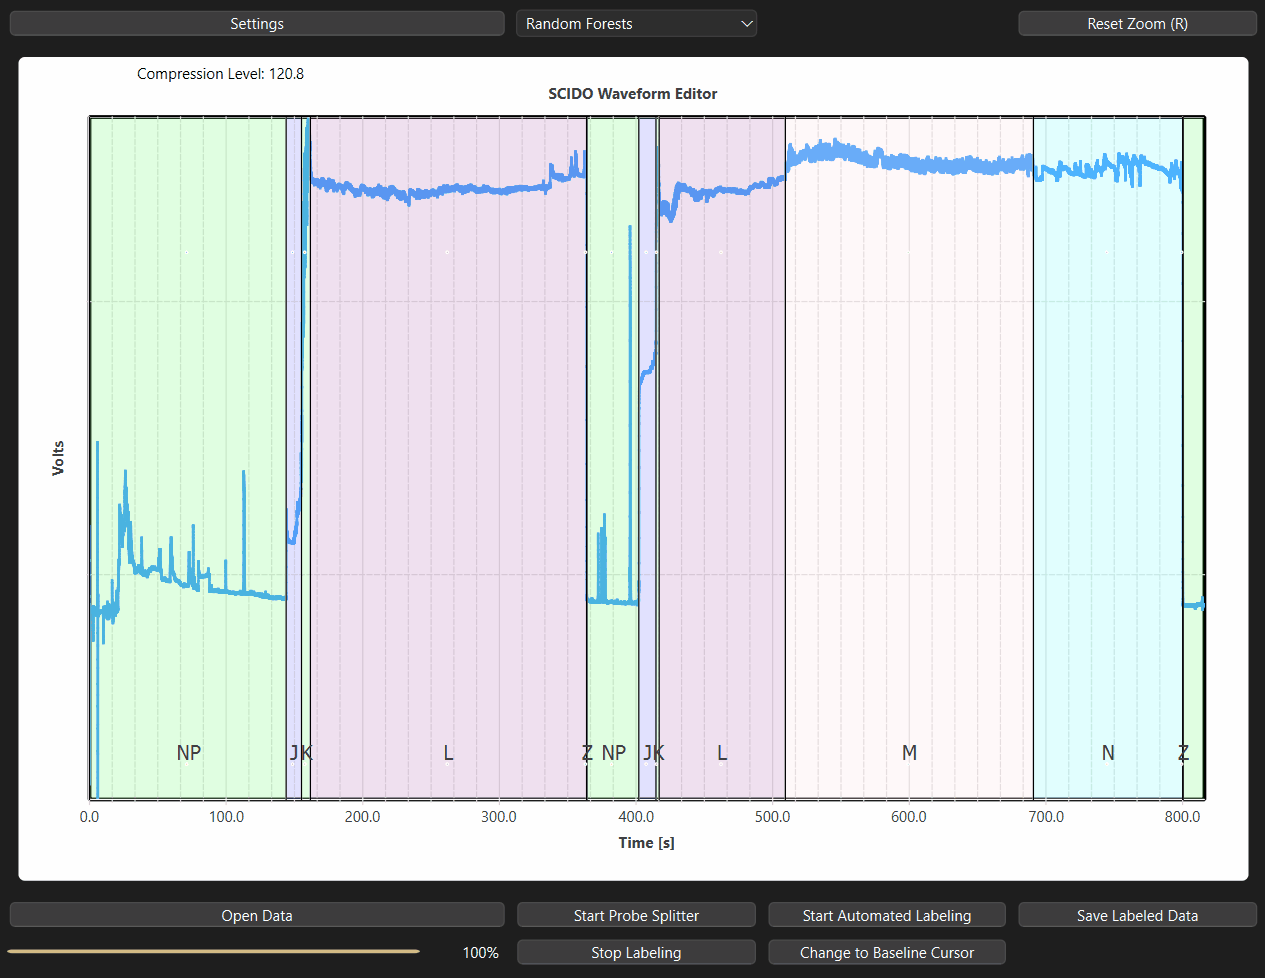 Settings
Random Forests
Reset Zoom (R)
Compression Level: 120.8
SCIDO Waveform Editor
Volts
NP J K L Z NP J K L M N Z
0.0 100.0 200.0 300.0 400.0 500.0 600.0 700.0 800.0
Time [s]
Open Data
Start Probe Splitter
Start Automated Labeling
Save Labeled Data
100%
Stop Labeling
Change to Baseline Cursor